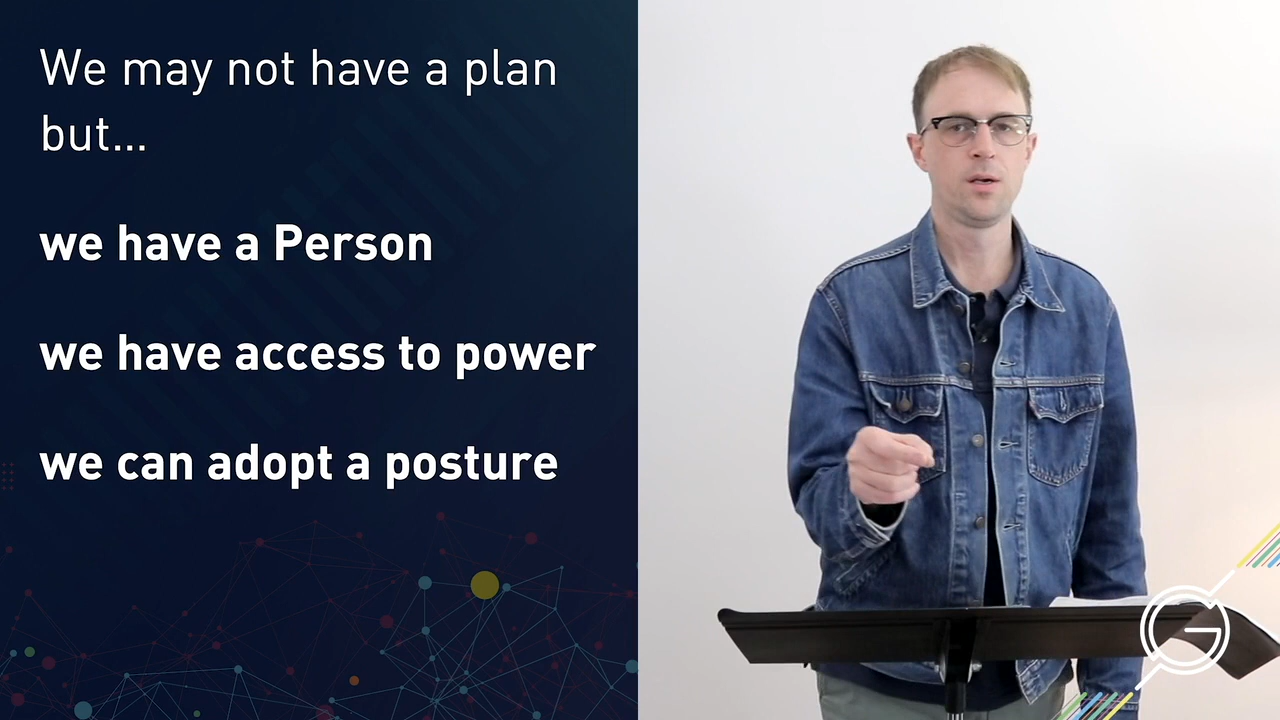 We may not have a plan
but...
we have a Person
we have access to power
we can adopt a posture
G